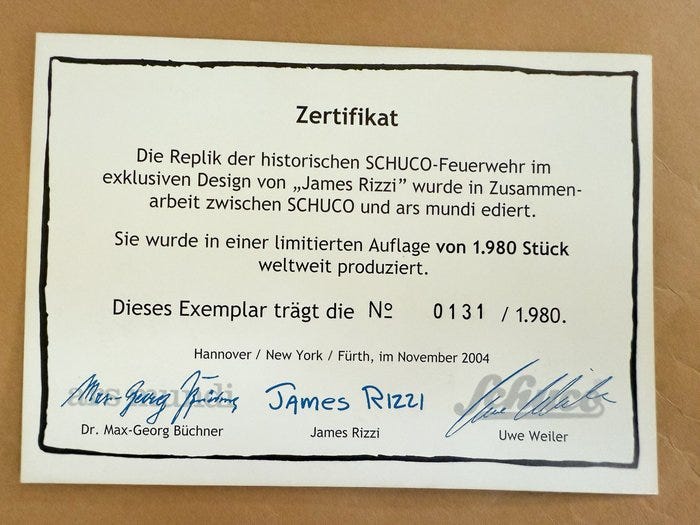 Zertifikat
Die Replik der historischen SCHUCO-Feuerwehr im
exklusiven Design von „James Rizzi” wurde in Zusammen-
arbeit zwischen SCHUCO und ars mundi ediert.
Sie wurde in einer limitierten Auflage von 1.980 Stück
weltweit produziert.
Dieses Exemplar trägt die Nº 0131 / 1.980.
Hannover / New York / Fürth, im November 2004
ars mundi JAMES RIZZI Schuco
Dr. Max-Georg Büchner James Rizzi Uwe Weiler